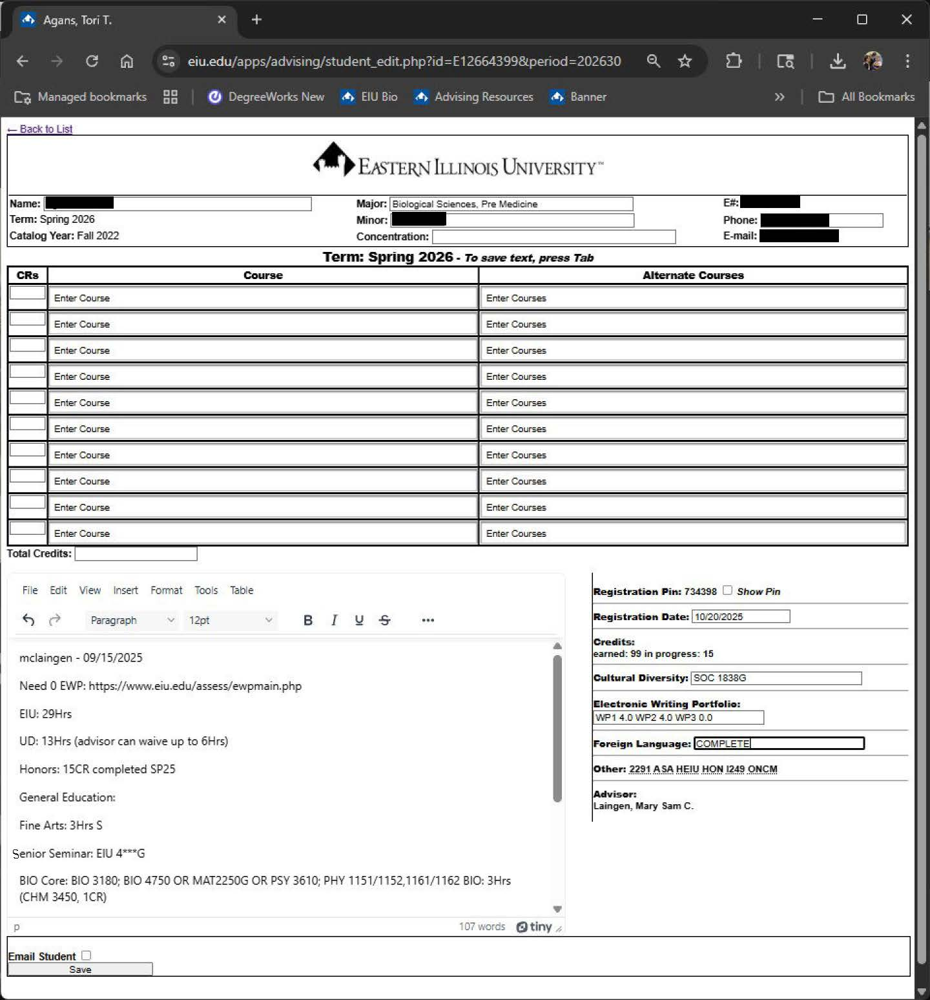 Agans, Tori T.
eiu.edu/apps/advising/student_edit.php?id=E12664399&period=202630
Managed bookmarks DegreeWorks New EIU Bio Advising Resources Banner » All Bookmarks
← Back to List
EASTERN ILLINOIS UNIVERSITY™
Name: Major: Biological Sciences, Pre Medicine E#:
Term: Spring 2026 Minor: Phone:
Catalog Year: Fall 2022 Concentration: E-mail:
Term: Spring 2026 - To save text, press Tab
CRs Course Alternate Courses
Enter Course Enter Courses
Enter Course Enter Courses
Enter Course Enter Courses
Enter Course Enter Courses
Enter Course Enter Courses
Enter Course Enter Courses
Enter Course Enter Courses
Enter Course Enter Courses
Enter Course Enter Courses
Enter Course Enter Courses
Total Credits:
File Edit View Insert Format Tools Table
Paragraph 12pt B I U S ...
mclaingen - 09/15/2025
Need 0 EWP: https://www.eiu.edu/assess/ewpmain.php
EIU: 29Hrs
UD: 13Hrs (advisor can waive up to 6Hrs)
Honors: 15CR completed SP25
General Education:
Fine Arts: 3Hrs S
Senior Seminar: EIU 4***G
BIO Core: BIO 3180; BIO 4750 OR MAT2250G OR PSY 3610; PHY 1151/1152,1161/1162 BIO: 3Hrs
(CHM 3450, 1CR)
p 107 words tiny
Registration Pin: 734398 Show Pin
Registration Date: 10/20/2025
Credits:
earned: 99 in progress: 15
Cultural Diversity: SOC 1838G
Electronic Writing Portfolio:
WP1 4.0 WP2 4.0 WP3 0.0
Foreign Language: COMPLETE
Other: 2291 ASA HEIU HON I249 ONCM
Advisor:
Laingen, Mary Sam C.
Email Student
Save